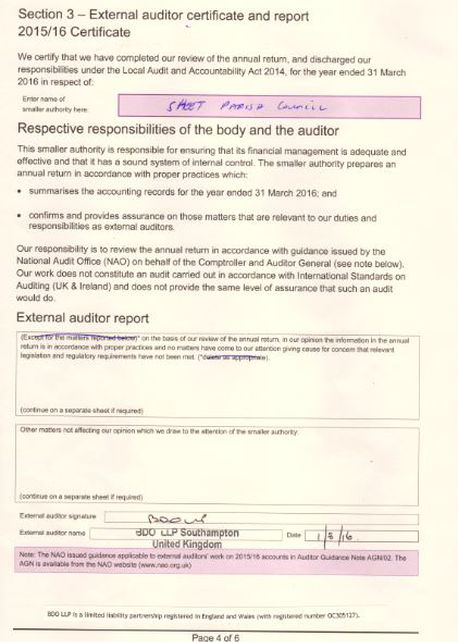 Section 3 – External auditor certificate and report
2015/16 Certificate
We certify that we have completed our review of the annual return, and discharged our
responsibilities under the Local Audit and Accountability Act 2014, for the year ended 31 March
2016 in respect of:
Enter name of
smaller authority here:
SHEET PARISH COUNCIL
Respective responsibilities of the body and the auditor
This smaller authority is responsible for ensuring that its financial management is adequate and
effective and that it has a sound system of internal control. The smaller authority prepares an
annual return in accordance with proper practices which:
• summarises the accounting records for the year ended 31 March 2016; and
• confirms and provides assurance on those matters that are relevant to our duties and
responsibilities as external auditors.
Our responsibility is to review the annual return in accordance with guidance issued by the
National Audit Office (NAO) on behalf of the Comptroller and Auditor General (see note below).
Our work does not constitute an audit carried out in accordance with International Standards on
Auditing (UK & Ireland) and does not provide the same level of assurance that such an audit
would do.
External auditor report
(Except for the matters reported below)* on the basis of our review of the annual return, in our opinion the information in the annual
return is in accordance with proper practices and no matters have come to our attention giving cause for concern that relevant
legislation and regulatory requirements have not been met. (*delete as appropriate).
(continue on a separate sheet if required)
Other matters not affecting our opinion which we draw to the attention of the smaller authority:
(continue on a separate sheet if required)
External auditor signature
External auditor name
BDO LLP Southampton
United Kingdom
Date 1/8/16
Note: The NAO issued guidance applicable to external auditors' work on 2015/16 accounts in Auditor Guidance Note AGN/02. The
AGN is available from the NAO website (www.nao.org.uk)
BDO LLP is a limited liability partnership registered in England and Wales (with registered number OC305127).
Page 4 of 6